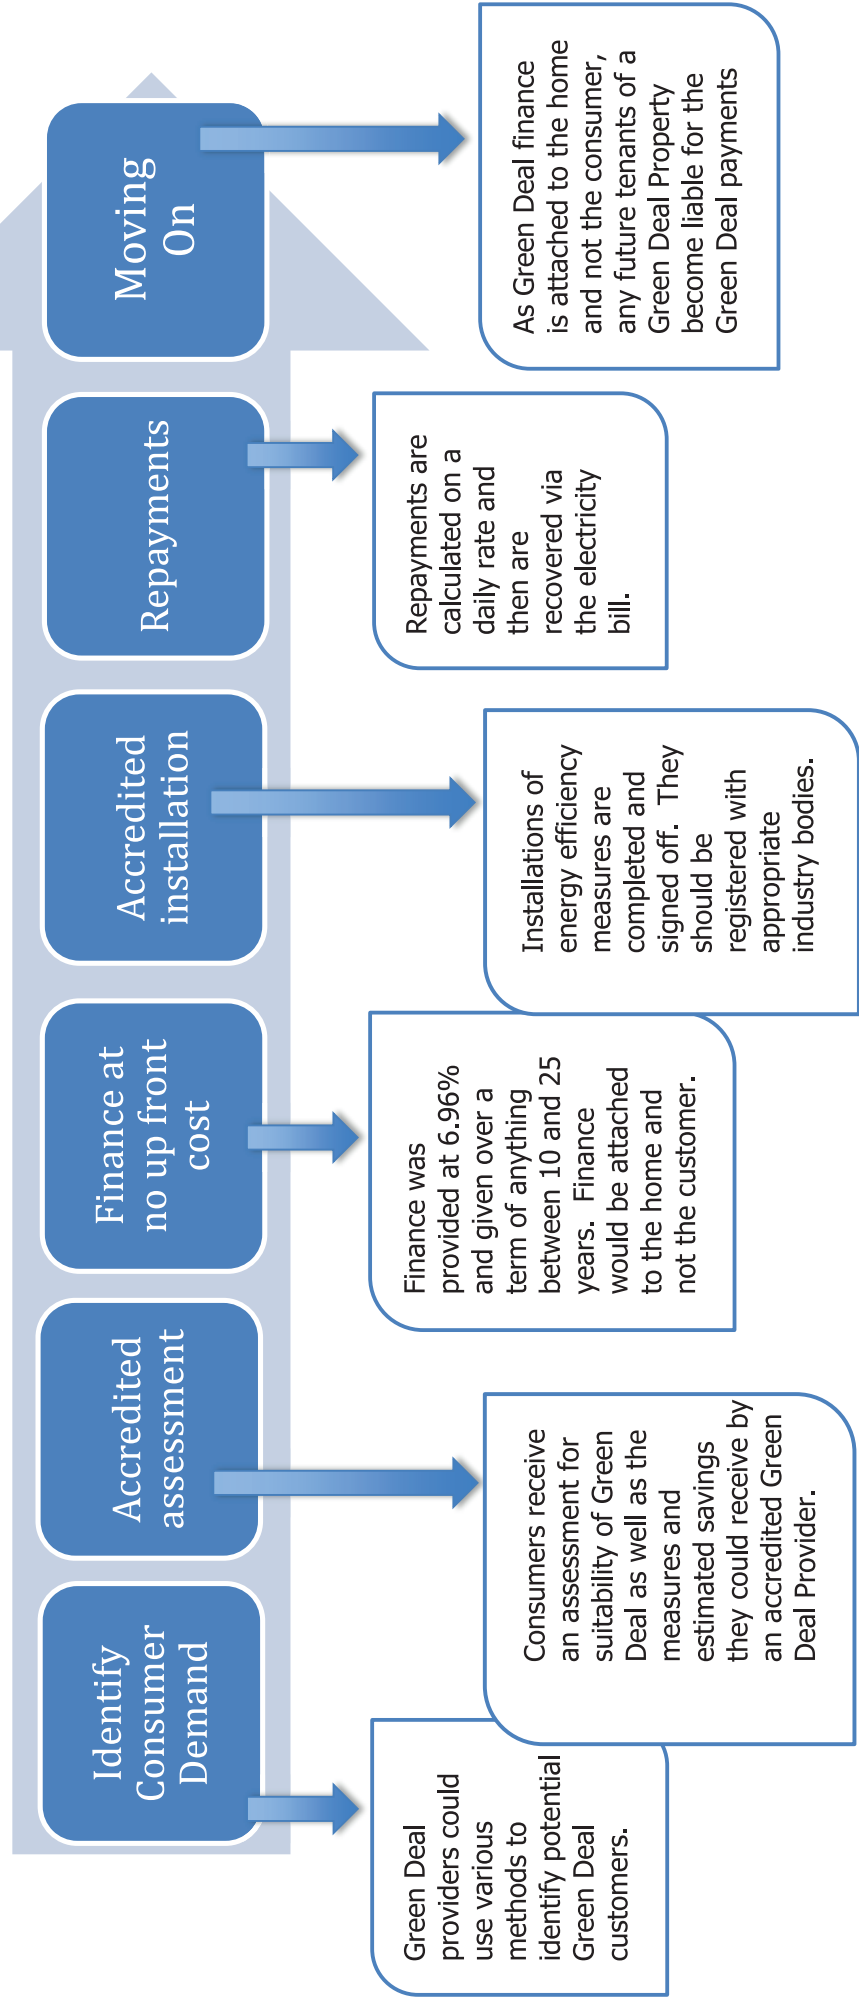 Identify
Consumer
Demand
Green Deal
providers could
use various
methods to
identify potential
Green Deal
customers.
Accredited
assessment
Consumers receive
an assessment for
suitability of Green
Deal as well as the
measures and
estimated savings
they could receive by
an accredited Green
Deal Provider.
Finance at
no up front
cost
Finance was
provided at 6.96%
and given over a
term of anything
between 10 and 25
years.  Finance
would be attached
to the home and
not the customer.
Accredited
installation
Installations of
energy efficiency
measures are
completed and
signed off.  They
should be
registered with
appropriate
industry bodies.
Repayments
Repayments are
calculated on a
daily rate and
then are
recovered via
the electricity
bill.
Moving
On
As Green Deal finance
is attached to the home
and not the consumer,
any future tenants of a
Green Deal Property
become liable for the
Green Deal payments